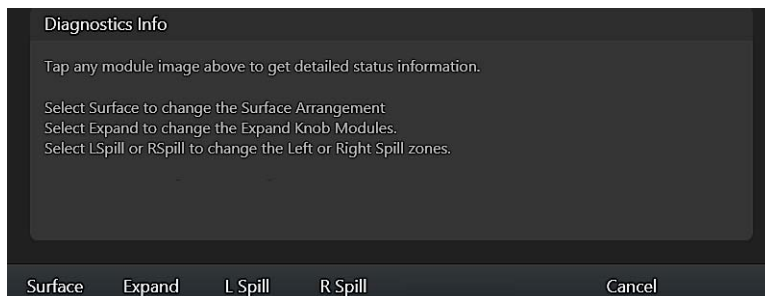 Diagnostics Info
Tap any module image above to get detailed status information.
Select Surface to change the Surface Arrangement
Select Expand to change the Expand Knob Modules.
Select LSpill or RSpill to change the Left or Right Spill zones.
Surface Expand L Spill R Spill Cancel